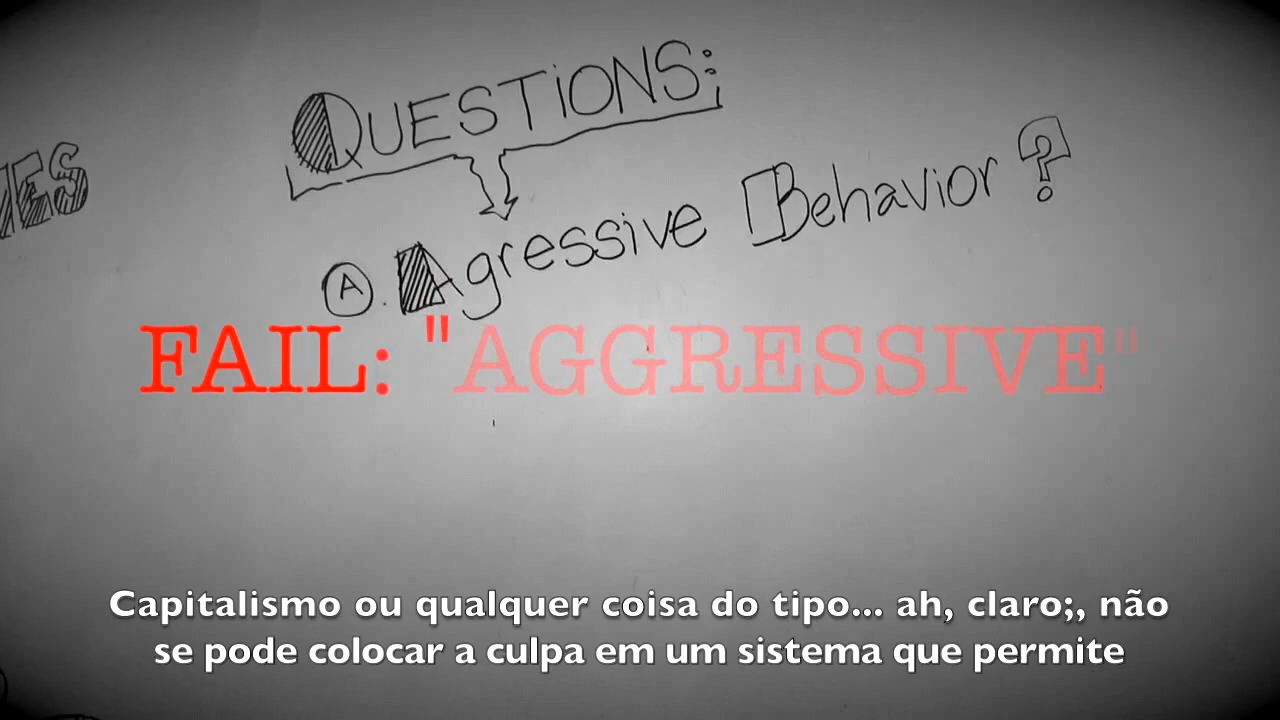 QUESTIONS:
IES
A. Agressive Behavior?
FAIL: "AGGRESSIVE"
Capitalismo ou qualquer coisa do tipo... ah, claro;, não
se pode colocar a culpa em um sistema que permite